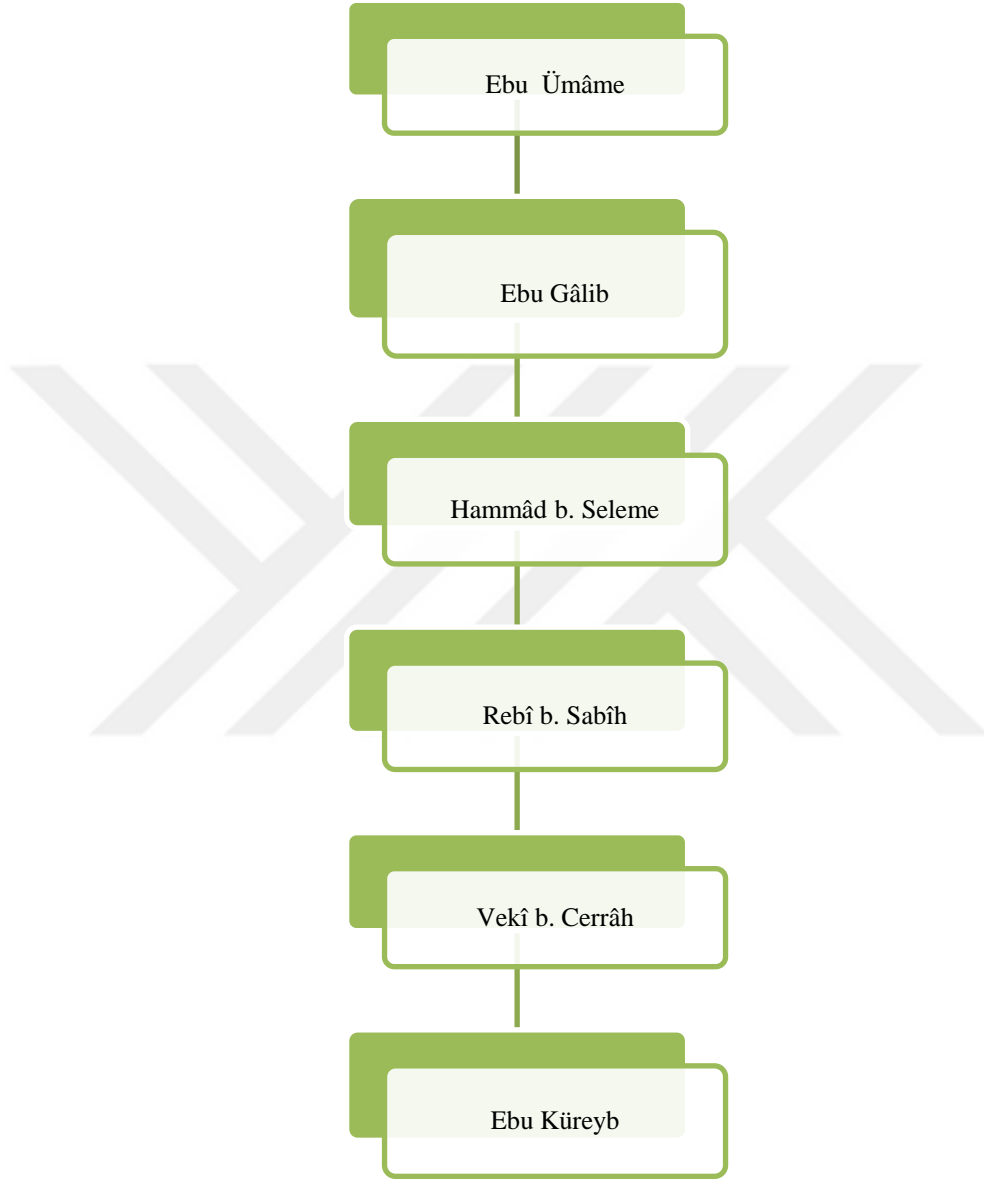 Ebu Ümâme
Ebu Gâlib
Hammâd b. Seleme
Rebî b. Sabîh
Vekî b. Cerrâh
Ebu Küreyb